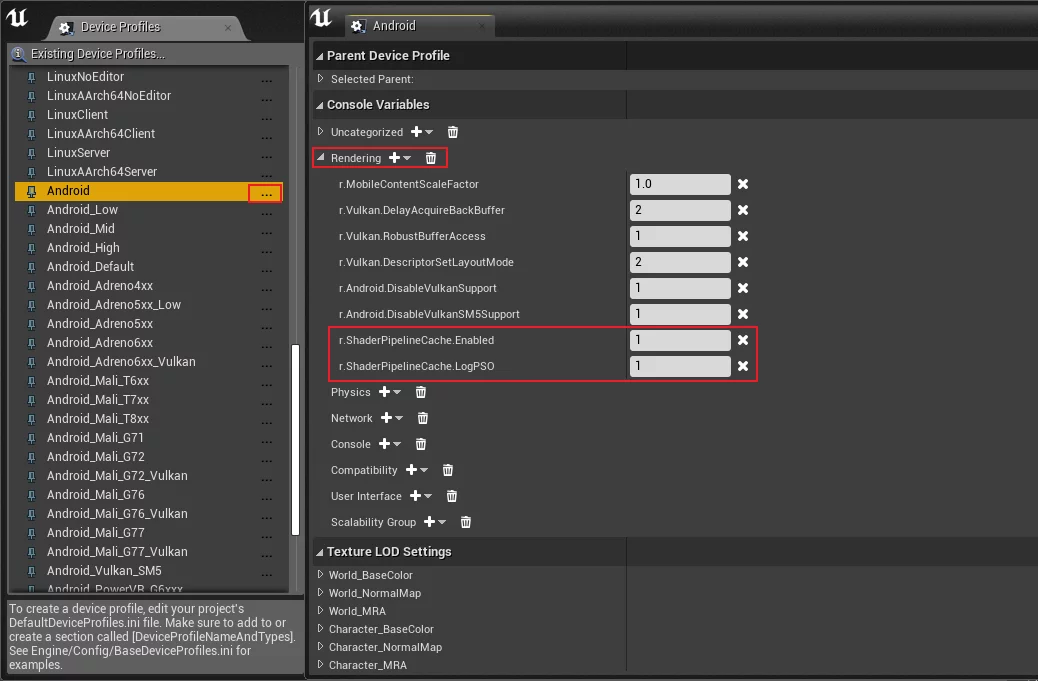 Device Profiles
Existing Device Profiles...
LinuxNoEditor ...
LinuxAArch64NoEditor ...
LinuxClient ...
LinuxAArch64Client ...
LinuxServer ...
LinuxAArch64Server ...
Android ...
Android_Low ...
Android_Mid ...
Android_High ...
Android_Default ...
Android_Adreno4xx ...
Android_Adreno5xx_Low ...
Android_Adreno5xx ...
Android_Adreno6xx ...
Android_Adreno6xx_Vulkan ...
Android_Mali_T6xx ...
Android_Mali_T7xx ...
Android_Mali_T8xx ...
Android_Mali_G71 ...
Android_Mali_G72 ...
Android_Mali_G72_Vulkan ...
Android_Mali_G76 ...
Android_Mali_G76_Vulkan ...
Android_Mali_G77 ...
Android_Mali_G77_Vulkan ...
Android_Vulkan_SM5 ...
Android_PowerVR_G6xxx ...
To create a device profile, edit your project's
DefaultDeviceProfiles.ini file. Make sure to add to or
create a section called [DeviceProfileNameAndTypes].
See Engine/Config/BaseDeviceProfiles.ini for
examples.
Android
Parent Device Profile
Selected Parent:
Console Variables
Uncategorized
Rendering
r.MobileContentScaleFactor 1.0
r.Vulkan.DelayAcquireBackBuffer 2
r.Vulkan.RobustBufferAccess 1
r.Vulkan.DescriptorSetLayoutMode 2
r.Android.DisableVulkanSupport 1
r.Android.DisableVulkanSM5Support 1
r.ShaderPipelineCache.Enabled 1
r.ShaderPipelineCache.LogPSO 1
Physics
Network
Console
Compatibility
User Interface
Scalability Group
Texture LOD Settings
World_BaseColor
World_NormalMap
World_MRA
Character_BaseColor
Character_NormalMap
Character_MRA